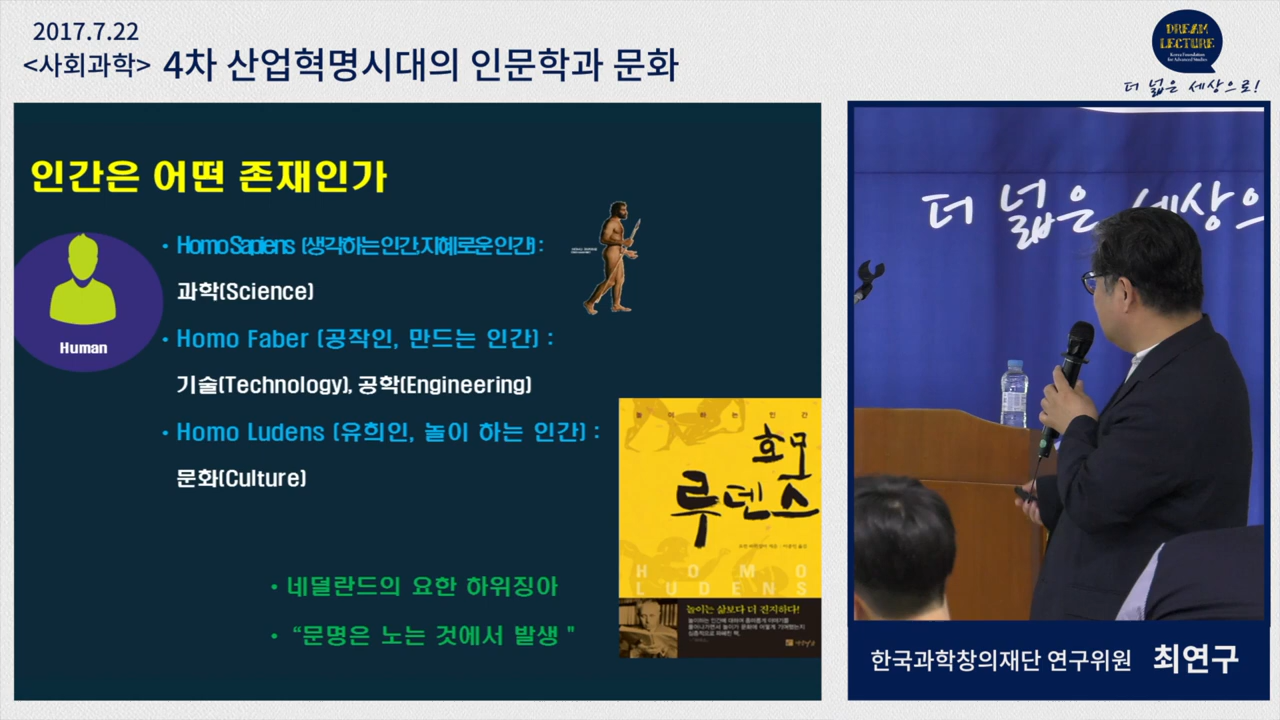 2017.7.22
<사회과학> 4차 산업혁명시대의 인문학과 문화
DREAM
LECTURE
Korea Foundation
for Advanced Studies
더 넓은 세상으로!
인간은 어떤 존재인가
Human
• Homo Sapiens (생각하는 인간,지혜로운 인간) :
과학(Science)
• Homo Faber (공작인, 만드는 인간) :
기술(Technology), 공학(Engineering)
• Homo Ludens (유희인, 놀이 하는 인간) :
문화(Culture)
놀이하는 인간
호모
루덴스
HOMO
LUDENS
놀이는 삶보다 더 진지하다!
• 네덜란드의 요한 하위징아
• “문명은 노는 것에서 발생 "
더 넓은 세상으
한국과학창의재단 연구위원 최연구